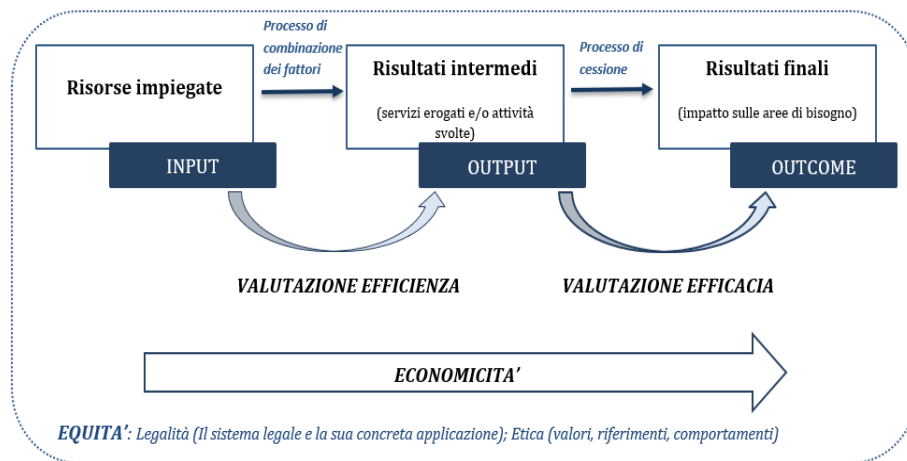 Processo di
combinazione
dei fattori
Processo di
cessione
Risorse impiegate
Risultati intermedi
(servizi erogati e/o attività
svolte)
Risultati finali
(impatto sulle aree di bisogno)
INPUT
OUTPUT
OUTCOME
VALUTAZIONE EFFICIENZA
VALUTAZIONE EFFICACIA
ECONOMICITA'
EQUITA': Legalità (Il sistema legale e la sua concreta applicazione); Etica (valori, riferimenti, comportamenti)